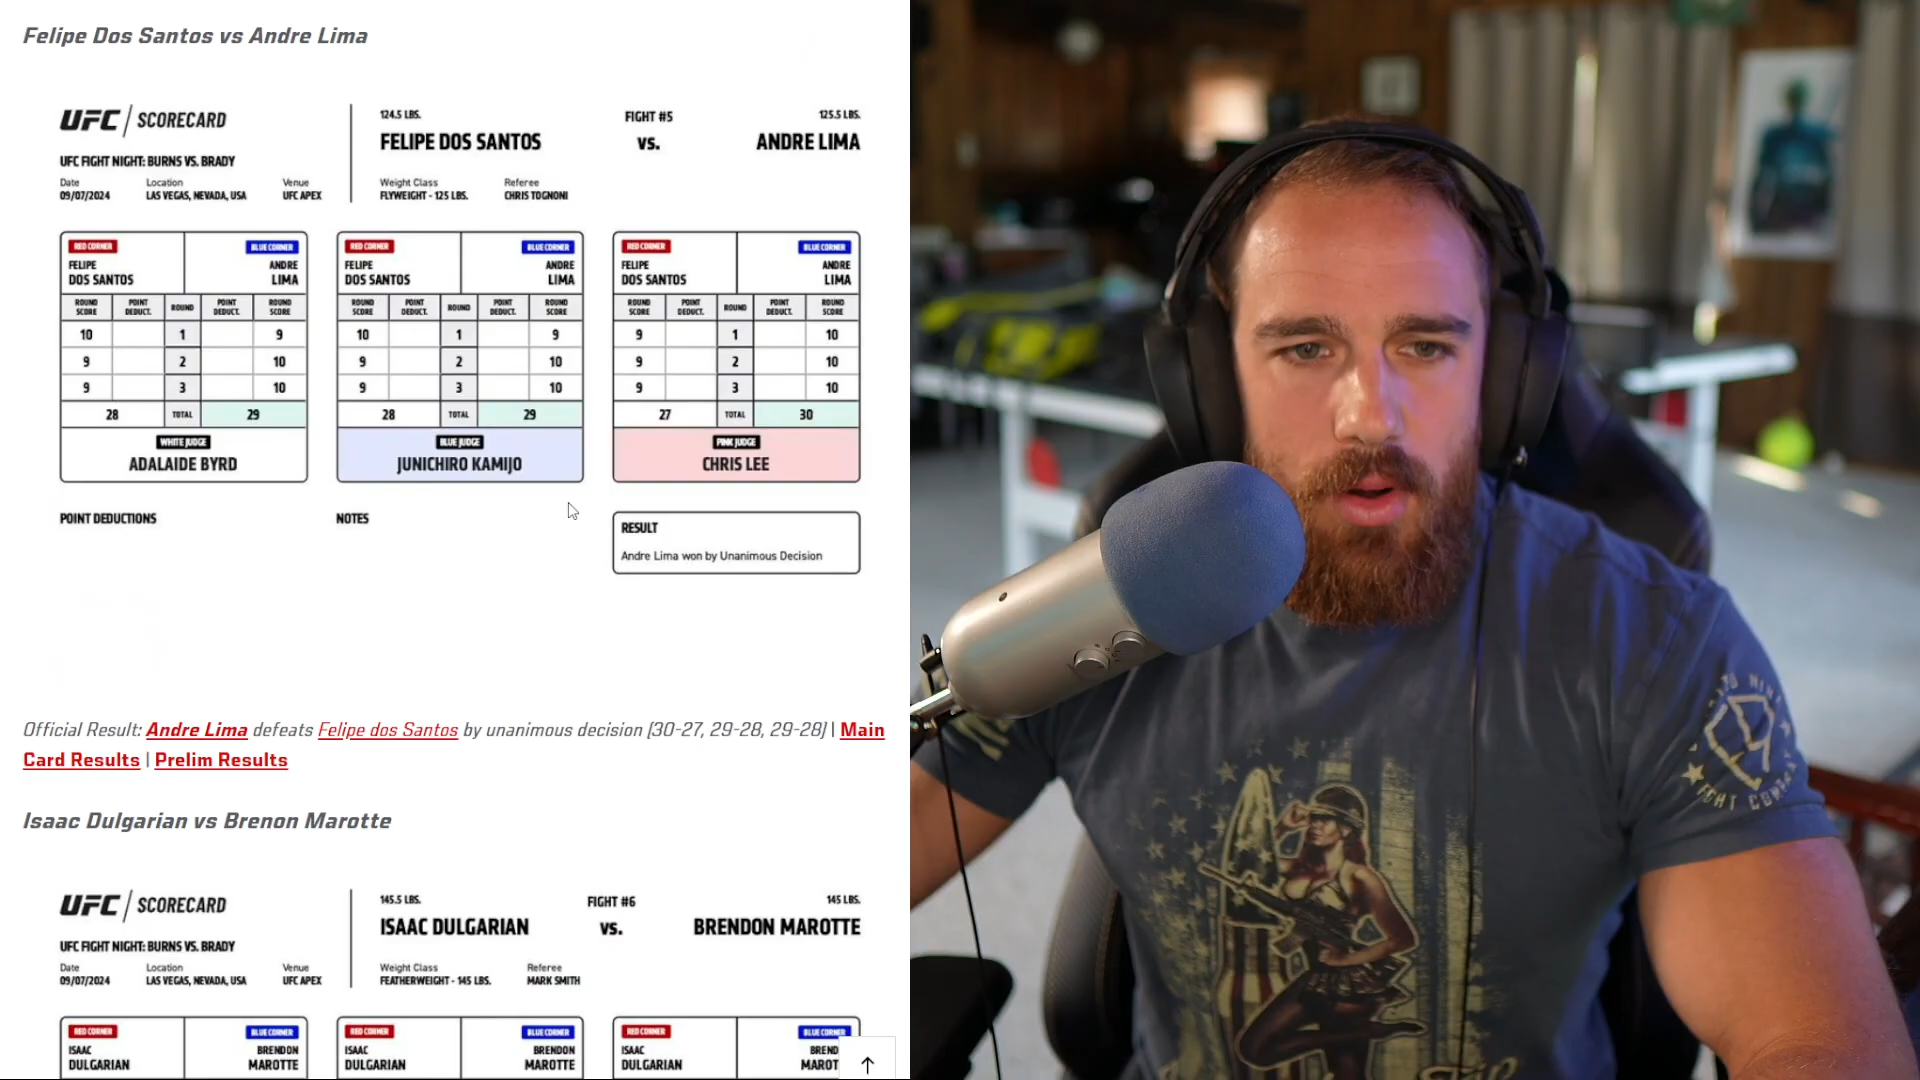 Felipe Dos Santos vs Andre Lima
UFC / SCORECARD
UFC FIGHT NIGHT: BURNS VS. BRADY
Date Location Venue
09/07/2024 LAS VEGAS, NEVADA, USA UFC APEX
124.5 LBS. FIGHT #5 125.5 LBS.
FELIPE DOS SANTOS VS. ANDRE LIMA
Weight Class Referee
FLYWEIGHT - 125 LBS. CHRIS TOGNONI
RED CORNER BLUE CORNER
FELIPE DOS SANTOS ANDRE LIMA
ROUND SCORE POINT DEDUCT. ROUND POINT DEDUCT. ROUND SCORE
10 1 9
9 2 10
9 3 10
28 TOTAL 29
WHITE JUDGE
ADALAIDE BYRD
RED CORNER BLUE CORNER
FELIPE DOS SANTOS ANDRE LIMA
ROUND SCORE POINT DEDUCT. ROUND POINT DEDUCT. ROUND SCORE
10 1 9
9 2 10
9 3 10
28 TOTAL 29
BLUE JUDGE
JUNICHIRO KAMIJO
RED CORNER BLUE CORNER
FELIPE DOS SANTOS ANDRE LIMA
ROUND SCORE POINT DEDUCT. ROUND POINT DEDUCT. ROUND SCORE
9 1 10
9 2 10
9 3 10
27 TOTAL 30
PINK JUDGE
CHRIS LEE
POINT DEDUCTIONS
NOTES
RESULT
Andre Lima won by Unanimous Decision
Official Result: Andre Lima defeats Felipe dos Santos by unanimous decision [30-27, 29-28, 29-28] | Main
Card Results | Prelim Results
Isaac Dulgarian vs Brenon Marotte
UFC / SCORECARD
UFC FIGHT NIGHT: BURNS VS. BRADY
Date Location Venue
09/07/2024 LAS VEGAS, NEVADA, USA UFC APEX
145.5 LBS. FIGHT #6 145 LBS.
ISAAC DULGARIAN VS. BRENDON MAROTTE
Weight Class Referee
FEATHERWEIGHT - 145 LBS. MARK SMITH
RED CORNER BLUE CORNER
ISAAC DULGARIAN BRENDON MAROTTE
RED CORNER BLUE CORNER
ISAAC DULGARIAN BRENDON MAROTTE
RED CORNER BLUE CORNER
ISAAC DULGARIAN BREND MAROT